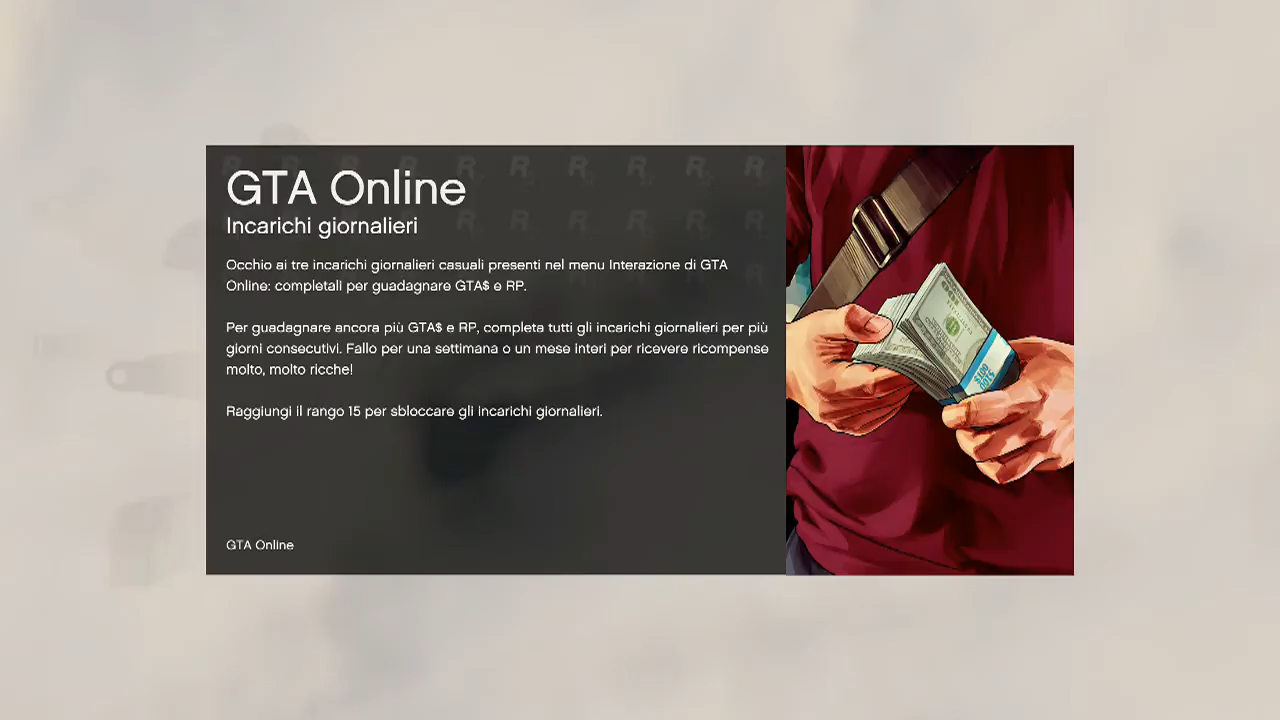 GTA Online
Incarichi giornalieri
Occhio ai tre incarichi giornalieri casuali presenti nel menu Interazione di GTA
Online: completali per guadagnare GTA$ e RP.
Per guadagnare ancora più GTA$ e RP, completa tutti gli incarichi giornalieri per più
giorni consecutivi. Fallo per una settimana o un mese interi per ricevere ricompense
molto, molto ricche!
Raggiungi il rango 15 per sbloccare gli incarichi giornalieri.
GTA Online